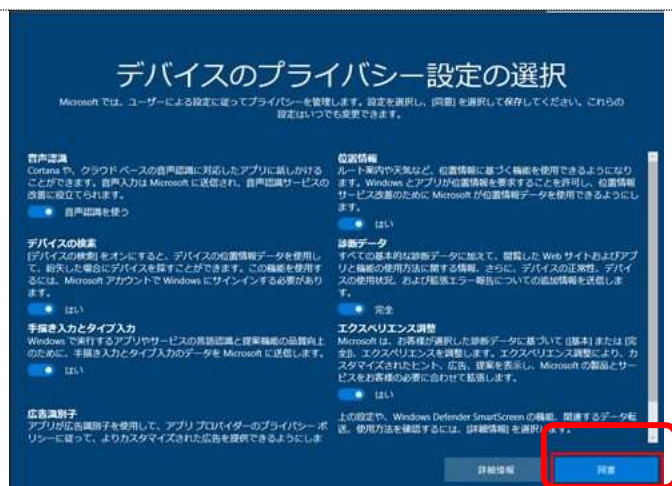 デバイスのプライバシー設定の選択
Microsoft では、ユーザーによる設定に従ってプライバシーを管理します。設定を選択し、[同意] を選択して保存してください。これらの
設定はいつでも変更できます。
音声認識
Cortana や、クラウド ベースの音声認識に対応したアプリに話しかける
ことができます。音声入力は Microsoft に送信され、音声認識サービスの
改善に役立てられます。
音声認識を使う
デバイスの検索
[デバイスの検索] をオンにすると、デバイスの位置情報データを使用し
て、紛失した場合にデバイスを探すことができます。この機能を使用す
るには、Microsoft アカウントで Windows にサインインする必要があり
ます。
はい
手描き入力とタイプ入力
Windows で実行するアプリやサービスの言語認識と提案機能の品質向上
のために、手描き入力とタイプ入力のデータを Microsoft に送信します。
はい
広告識別子
アプリが広告識別子を使用して、アプリ プロバイダーのプライバシー ポ
リシーに従って、よりカスタマイズされた広告を提供できるようにしま
位置情報
ルート案内や天気など、位置情報に基づく機能を使用できるようになり
ます。Windows とアプリが位置情報を要求することを許可し、位置情報
サービス改善のために Microsoft が位置情報データを使用できるようにし
ます。
はい
診断データ
すべての基本的な診断データに加えて、閲覧した Web サイトおよびアプ
リと機能の使用方法に関する情報、さらに、デバイスの正常性、デバイ
スの使用状況、および拡張エラー報告についての追加情報を送信しま
す。
完全
エクスペリエンス調整
Microsoft は、お客様が選択した診断データに基づいて ([基本] または [完
全])、エクスペリエンスを調整します。エクスペリエンス調整により、カ
スタマイズされたヒント、広告、提案を表示し、Microsoft の製品とサー
ビスをお客様の必要に合わせて拡張します。
はい
上の設定や、Windows Defender SmartScreen の機能、関連するデータ転
送、使用方法を確認するには、[詳細情報] を選択します。
詳細情報
同意